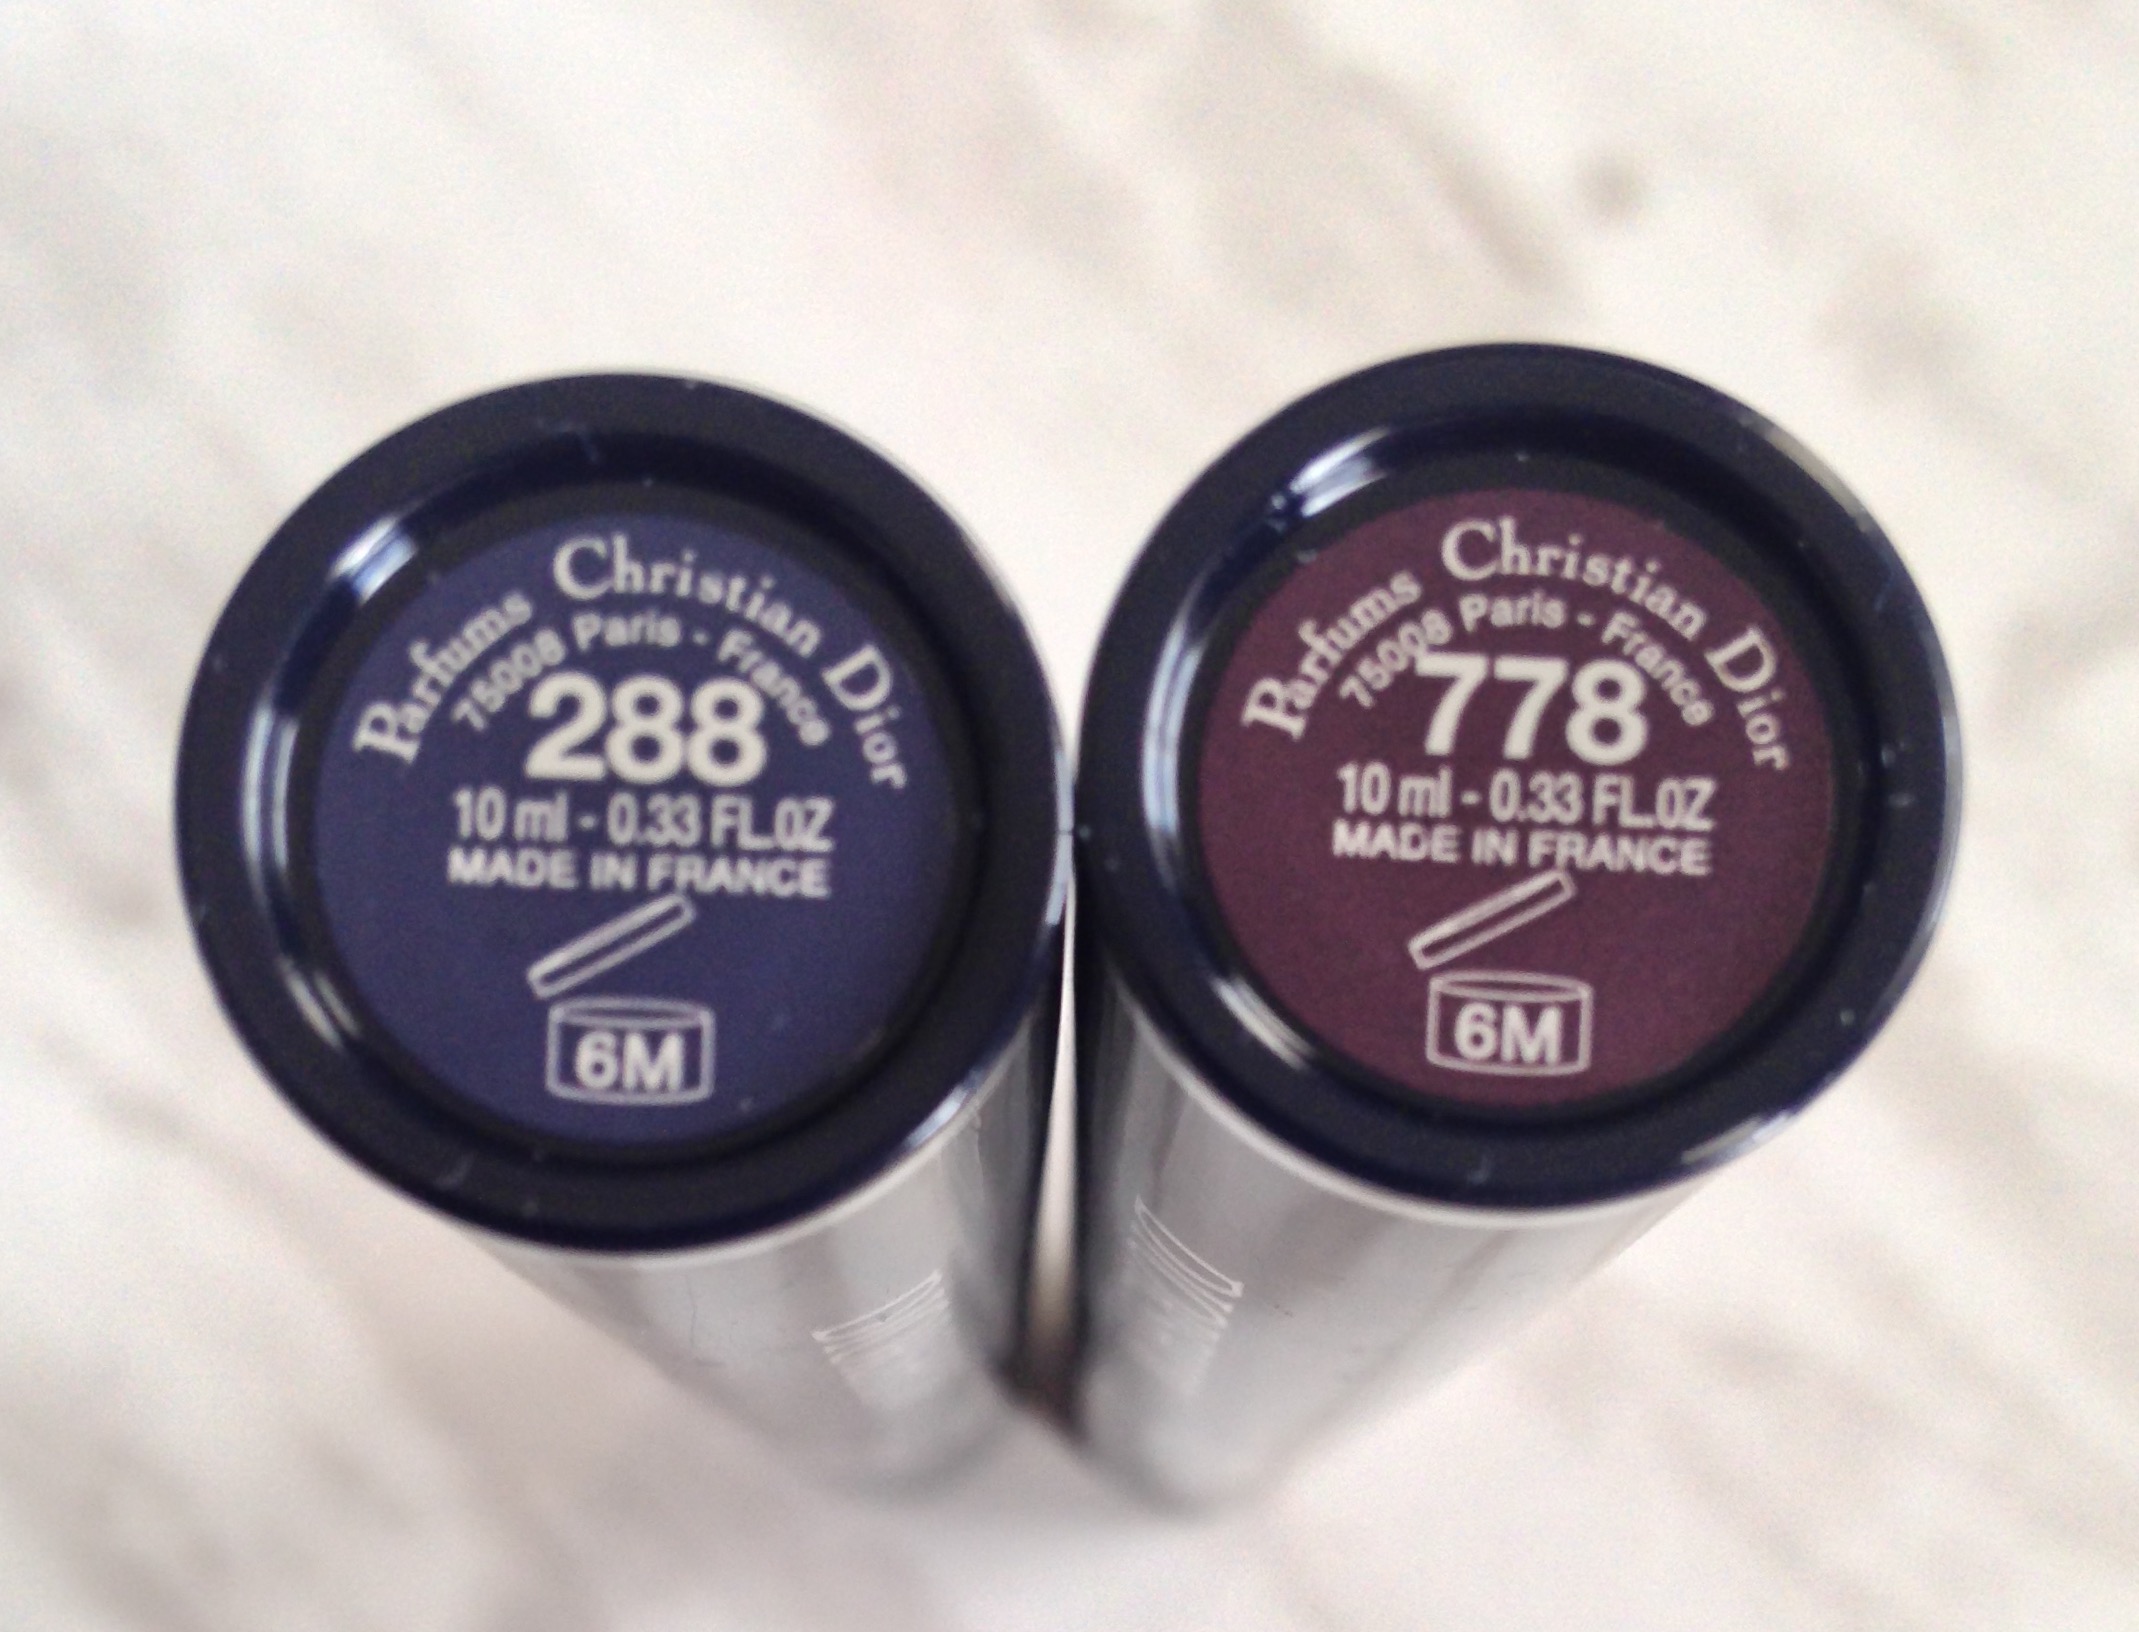 Parfums Christian Dior
75008 Paris - France
288
10 ml - 0.33 FL.OZ
MADE IN FRANCE
6M
Parfums Christian Dior
75008 Paris - France
778
10 ml - 0.33 FL.OZ
MADE IN FRANCE
6M